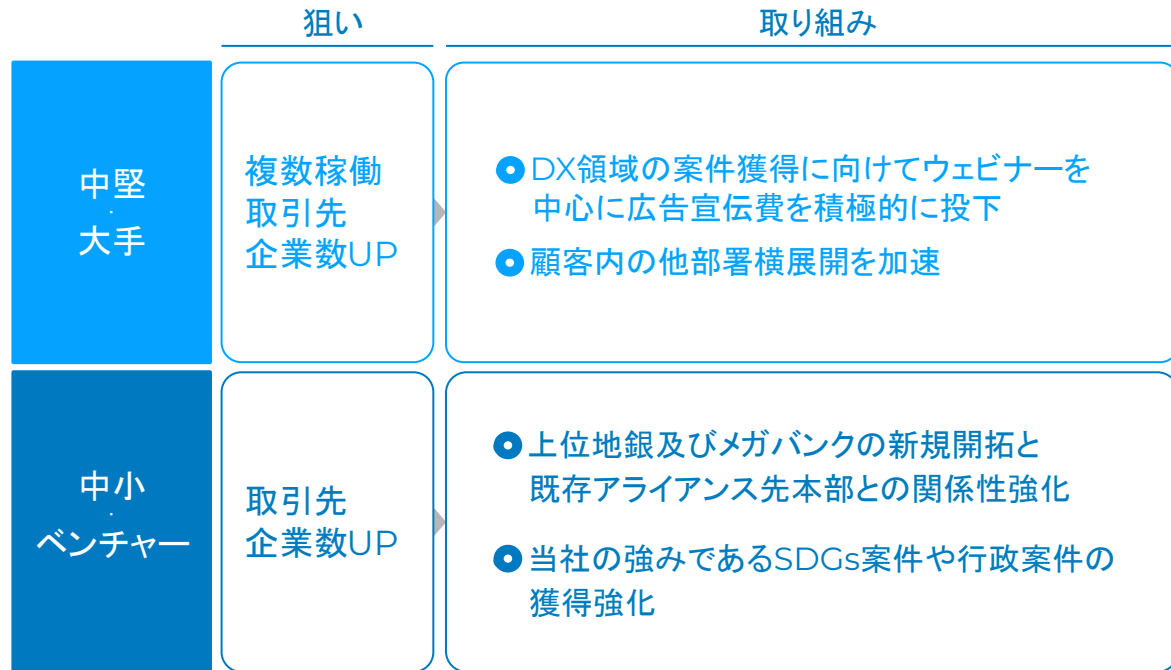 狙い
取り組み
中堅
・
大手
複数稼働
取引先
企業数UP
DX領域の案件獲得に向けてウェビナーを
中心に広告宣伝費を積極的に投下
顧客内の他部署横展開を加速
中小
・
ベンチャー
取引先
企業数UP
上位地銀及びメガバンクの新規開拓と
既存アライアンス先本部との関係性強化
当社の強みであるSDGs案件や行政案件の
獲得強化